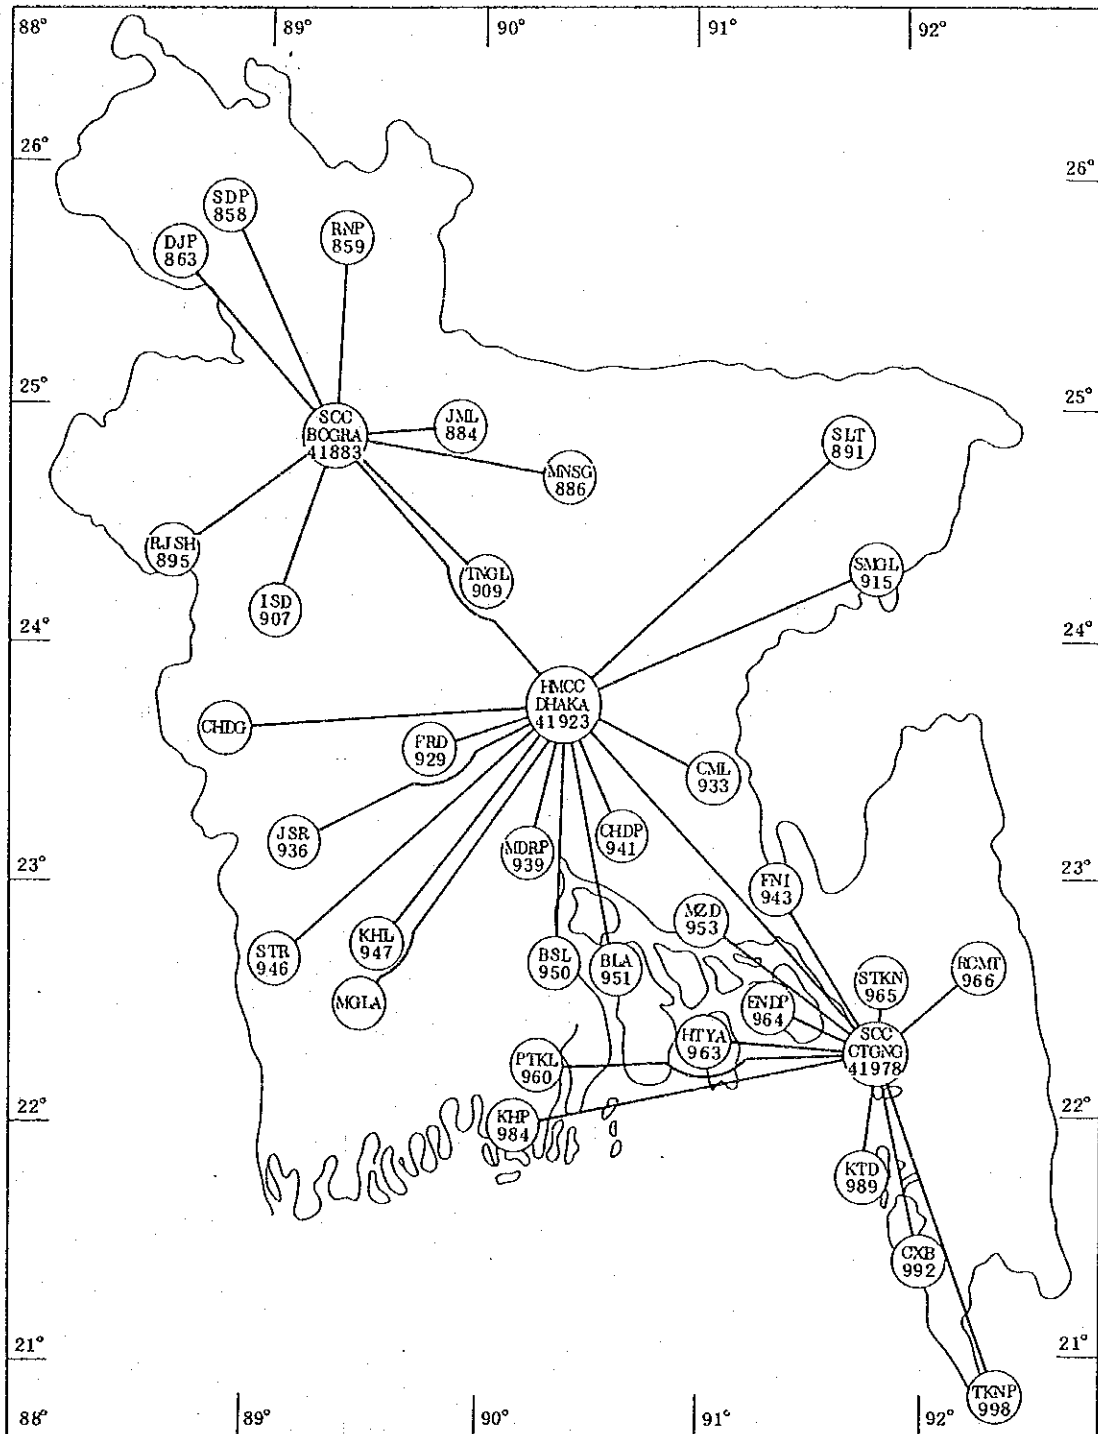 88°
89°
90°
91°
92°
26°
26°
SDP
858
DJP
863
RNP
859
25°
25°
SCC
BOGRA
41883
JML
884
MNSG
886
SLT
891
RJSH
895
ISD
907
TNGL
909
SMGL
915
24°
24°
HMCC
DHAKA
41923
CHDG
FRD
929
CML
933
JSR
936
MDRP
939
CHDP
941
23°
23°
FNI
943
MZD
953
STR
946
KHL
947
BSL
950
BLA
951
STKN
965
RCMT
966
MGLA
ENDP
964
HTYA
963
SCC
CTGNG
41978
PTKL
960
KHP
984
22°
22°
KTD
989
CXB
992
21°
21°
TKNP
998
88°
89°
90°
91°
92°